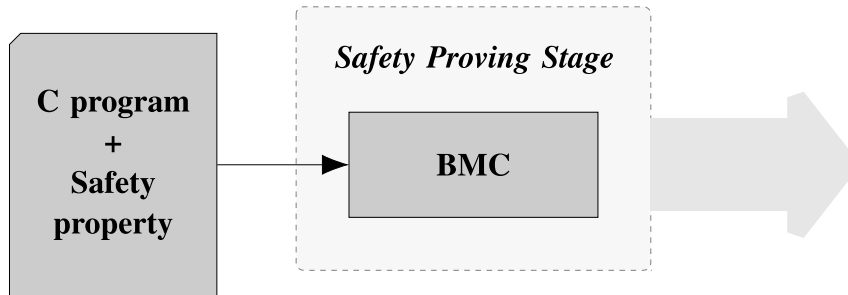 C program
+
Safety
property
Safety Proving Stage
BMC